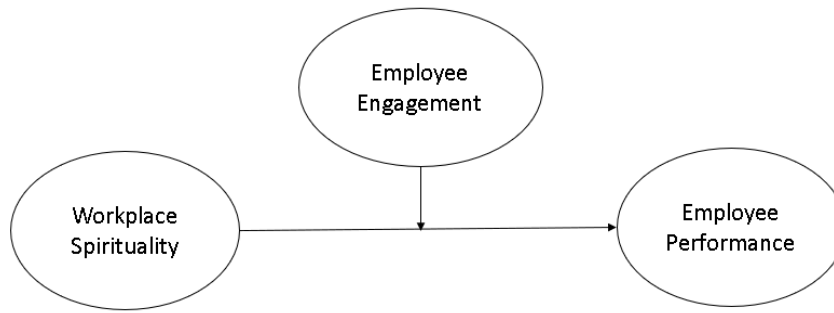 Employee
Engagement
Workplace
Spirituality
Employee
Performance